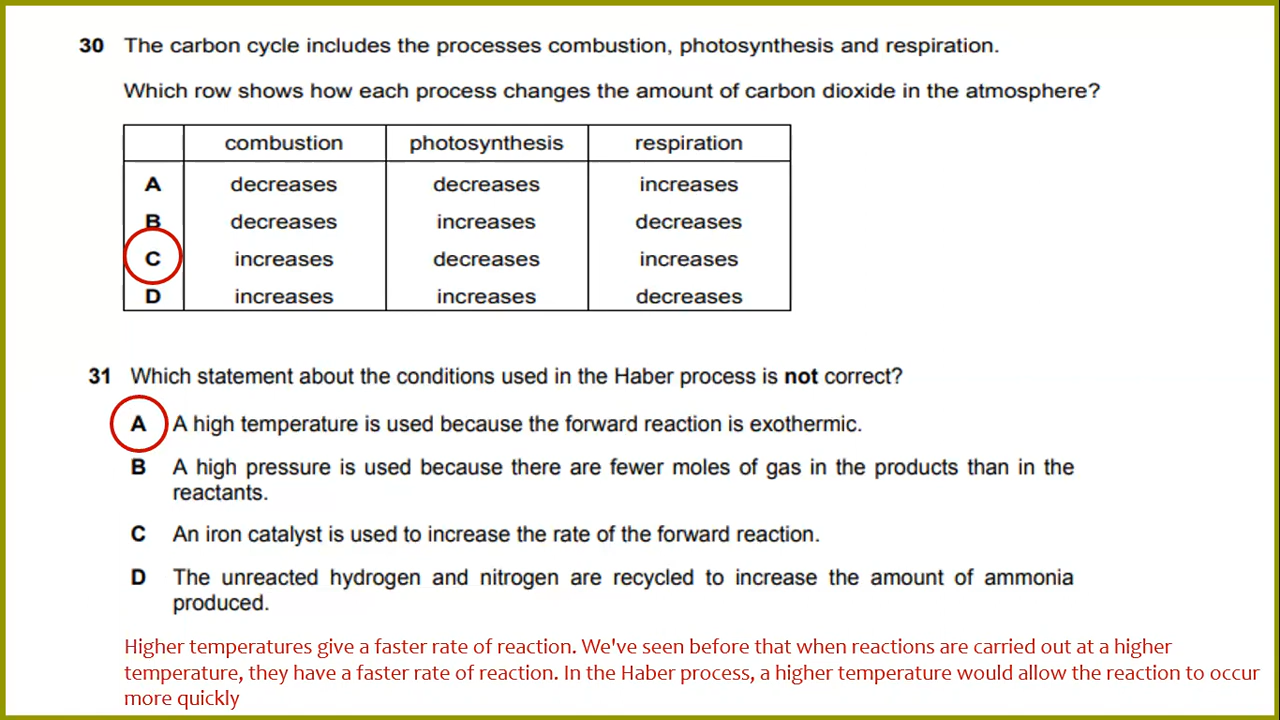 30 The carbon cycle includes the processes combustion, photosynthesis and respiration.
Which row shows how each process changes the amount of carbon dioxide in the atmosphere?
combustion photosynthesis respiration
A decreases decreases increases
B decreases increases decreases
C increases decreases increases
D increases increases decreases
31 Which statement about the conditions used in the Haber process is not correct?
A A high temperature is used because the forward reaction is exothermic.
B A high pressure is used because there are fewer moles of gas in the products than in the
reactants.
C An iron catalyst is used to increase the rate of the forward reaction.
D The unreacted hydrogen and nitrogen are recycled to increase the amount of ammonia
produced.
Higher temperatures give a faster rate of reaction. We've seen before that when reactions are carried out at a higher
temperature, they have a faster rate of reaction. In the Haber process, a higher temperature would allow the reaction to occur
more quickly